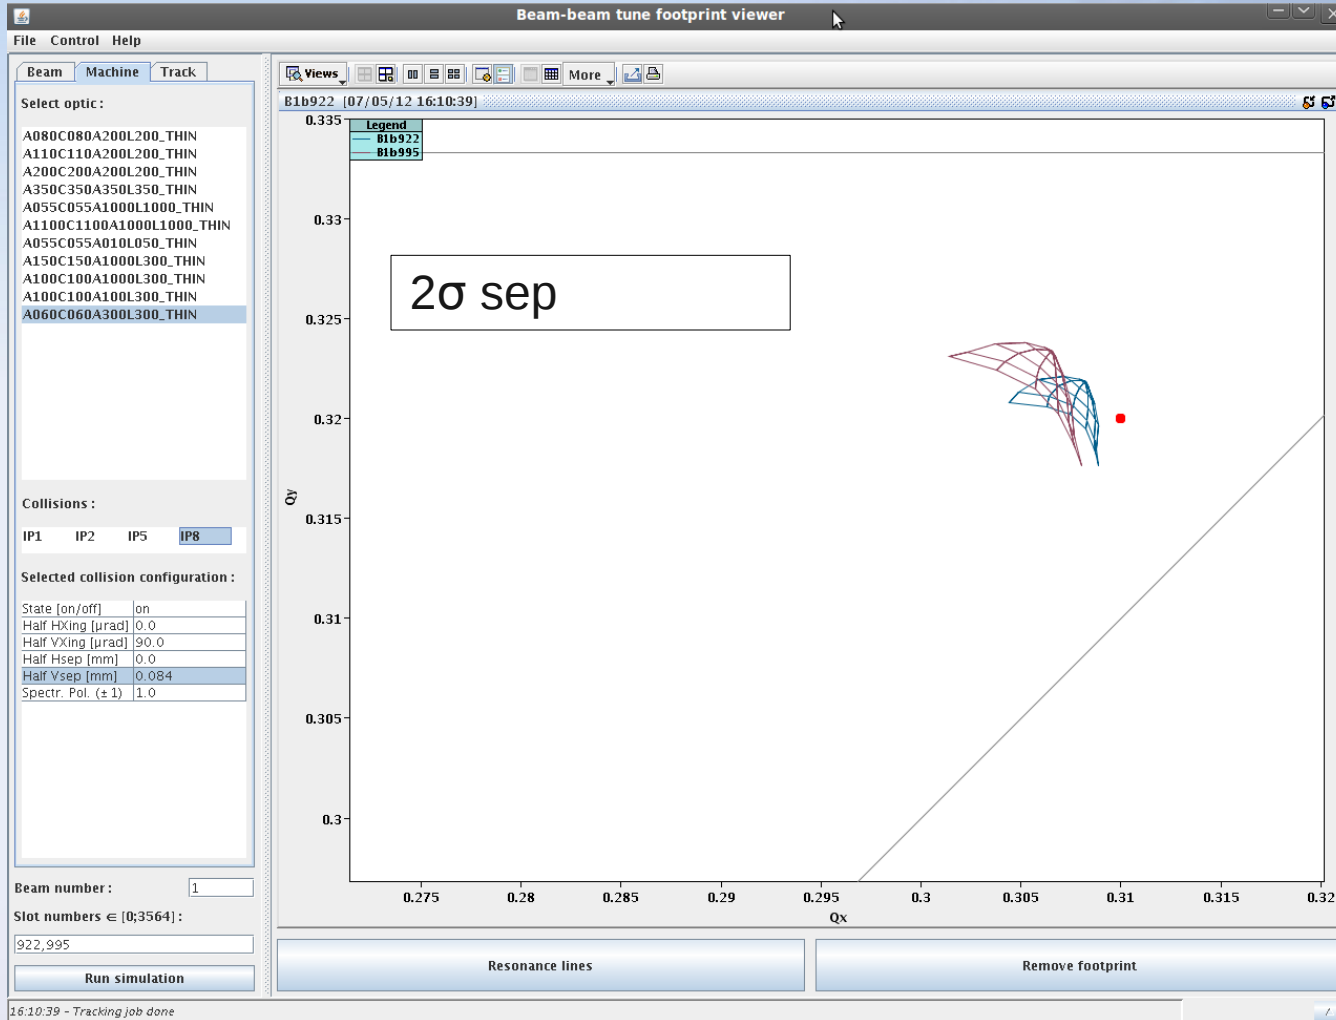 Beam-beam tune footprint viewer
File Control Help
Beam Machine Track
Select optic :
A080C080A200L200_THIN
A110C110A200L200_THIN
A200C200A200L200_THIN
A350C350A350L350_THIN
A055C055A1000L1000_THIN
A1100C1100A1000L1000_THIN
A055C055A010L050_THIN
A150C150A1000L300_THIN
A100C100A1000L300_THIN
A100C100A100L300_THIN
A060C060A300L300_THIN
Collisions :
IP1 IP2 IP5 IP8
Selected collision configuration :
State [on/off] on
Half HXing [μrad] 0.0
Half VXing [μrad] 90.0
Half Hsep [mm] 0.0
Half Vsep [mm] 0.084
Spectr. Pol. (± 1) 1.0
Beam number : 1
Slot numbers ∈ [0;3564] :
922,995
Run simulation
Views More
B1b922 [07/05/12 16:10:39]
Legend
B1b922
B1b995
2σ sep
0.335
0.33
0.325
0.32
0.315
0.31
0.305
0.3
Qy
0.275 0.28 0.285 0.29 0.295 0.3 0.305 0.31 0.315 0.32
Qx
Resonance lines Remove footprint
16:10:39 - Tracking job done